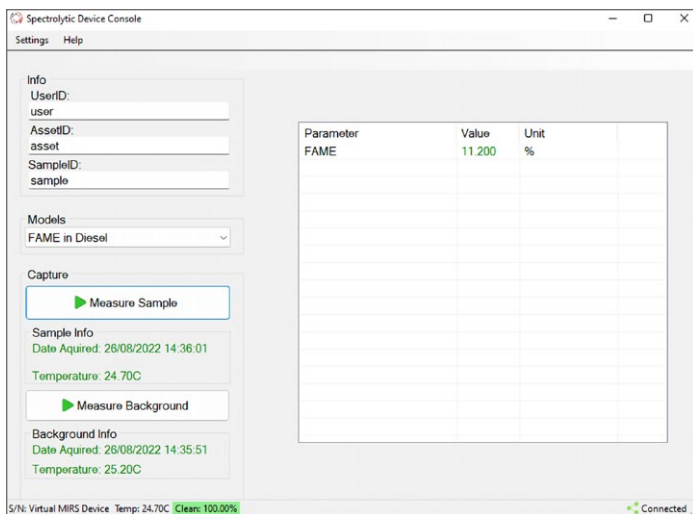 Spectrolytic Device Console
Settings Help
Info
UserID:
user
AssetID:
asset
SampleID:
sample
Models
FAME in Diesel
Capture
Measure Sample
Sample Info
Date Aquired: 26/08/2022 14:36:01
Temperature: 24.70C
Measure Background
Background Info
Date Aquired: 26/08/2022 14:35:51
Temperature: 25.20C
Parameter Value Unit
FAME 11.200 %
S/N: Virtual MIRS Device Temp: 24.70C Clean: 100.00% Connected